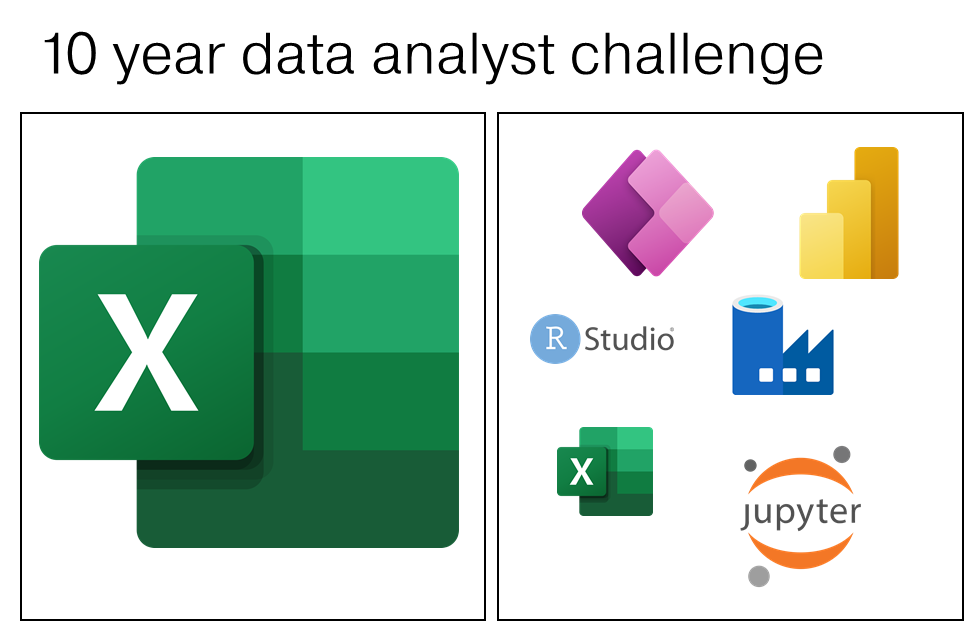 10 year data analyst challenge
X
R Studio®
X
jupyter